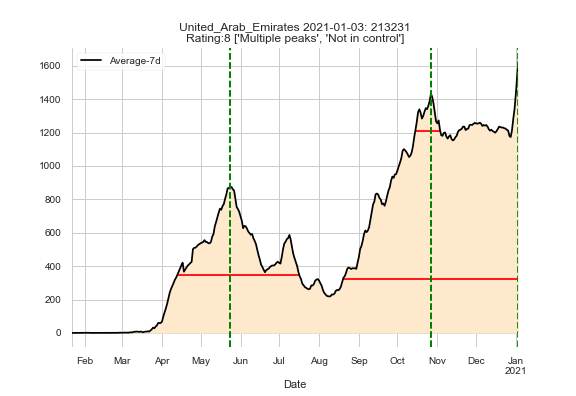 United_Arab_Emirates 2021-01-03: 213231
Rating:8 ['Multiple peaks', 'Not in control']
Average-7d
1600
1400
1200
1000
800
600
400
200
0
Feb Mar Apr May Jun Jul Aug Sep Oct Nov Dec Jan
2021
Date